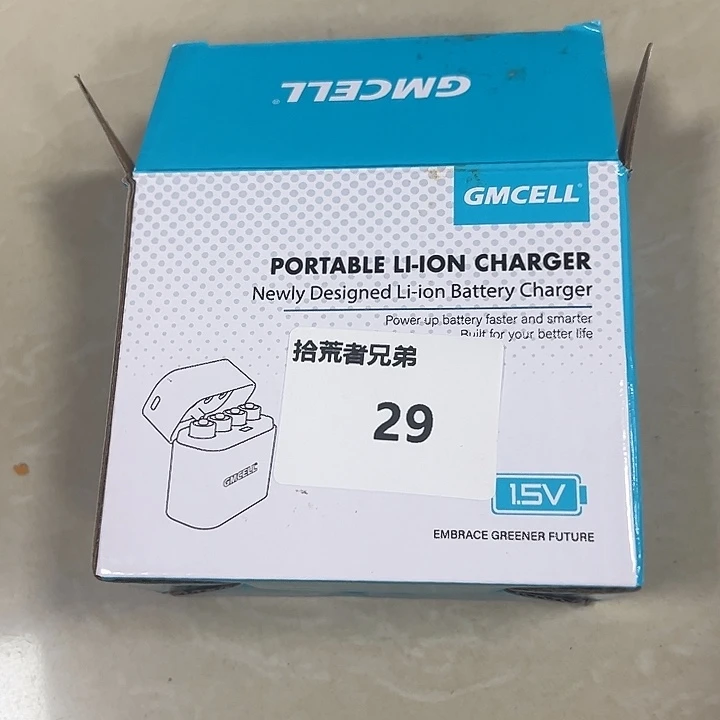 GMCELL
GMCELL
PORTABLE LI-ION CHARGER
Newly Designed Li-ion Battery Charger
Power up battery faster and smarter
Built for your better life
拾荒者兄弟
29
GMCELL
1.5V
EMBRACE GREENER FUTURE